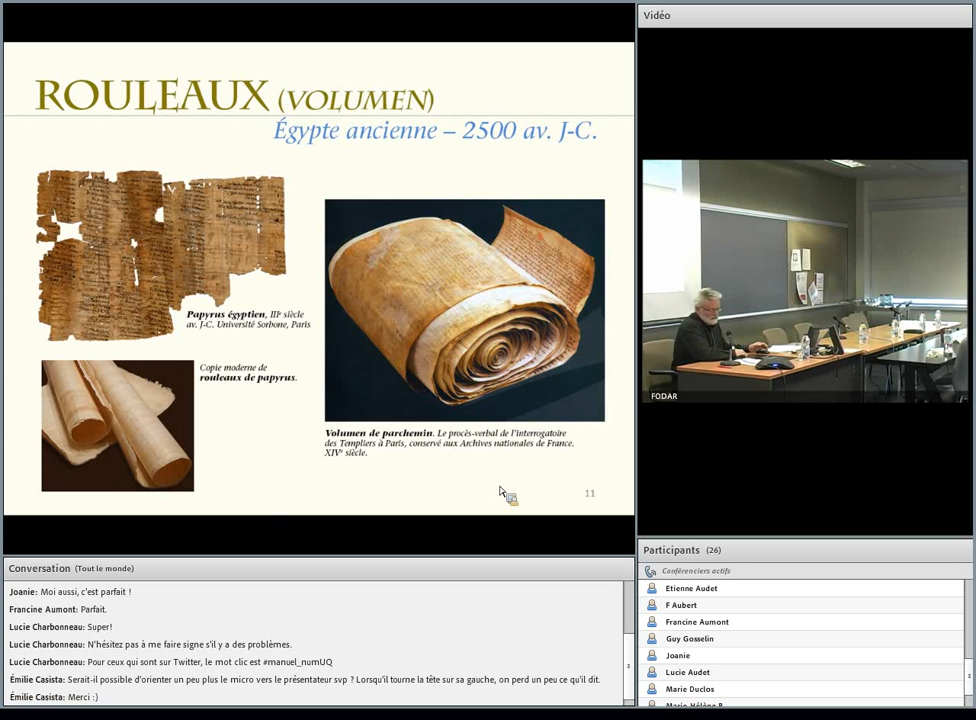 ROULEAUX (VOLUMEN)
Égypte ancienne – 2500 av. J-C.
Papyrus égyptien, IIIᵉ siècle
av. J-C. Université Sorbone, Paris
Copie moderne de
rouleaux de papyrus.
Volumen de parchemin. Le procès-verbal de l'interrogatoire
des Templiers à Paris, conservé aux Archives nationales de France.
XIVᵉ siècle.
11
Vidéo
FODAR
Conversation (Tout le monde)
Joanie: Moi aussi, c'est parfait !
Francine Aumont: Parfait.
Lucie Charbonneau: Super!
Lucie Charbonneau: N'hésitez pas à me faire signe s'il y a des problèmes.
Lucie Charbonneau: Pour ceux qui sont sur Twitter, le mot clic est #manuel_numUQ
Émilie Casista: Serait-il possible d'orienter un peu plus le micro vers le présentateur svp ? Lorsqu'il tourne la tête sur sa gauche, on perd un peu ce qu'il dit.
Émilie Casista: Merci :)
Participants (26)
Conférenciers actifs
Etienne Audet
F Aubert
Francine Aumont
Guy Gosselin
Joanie
Lucie Audet
Marie Duclos
Marie-Hélène B